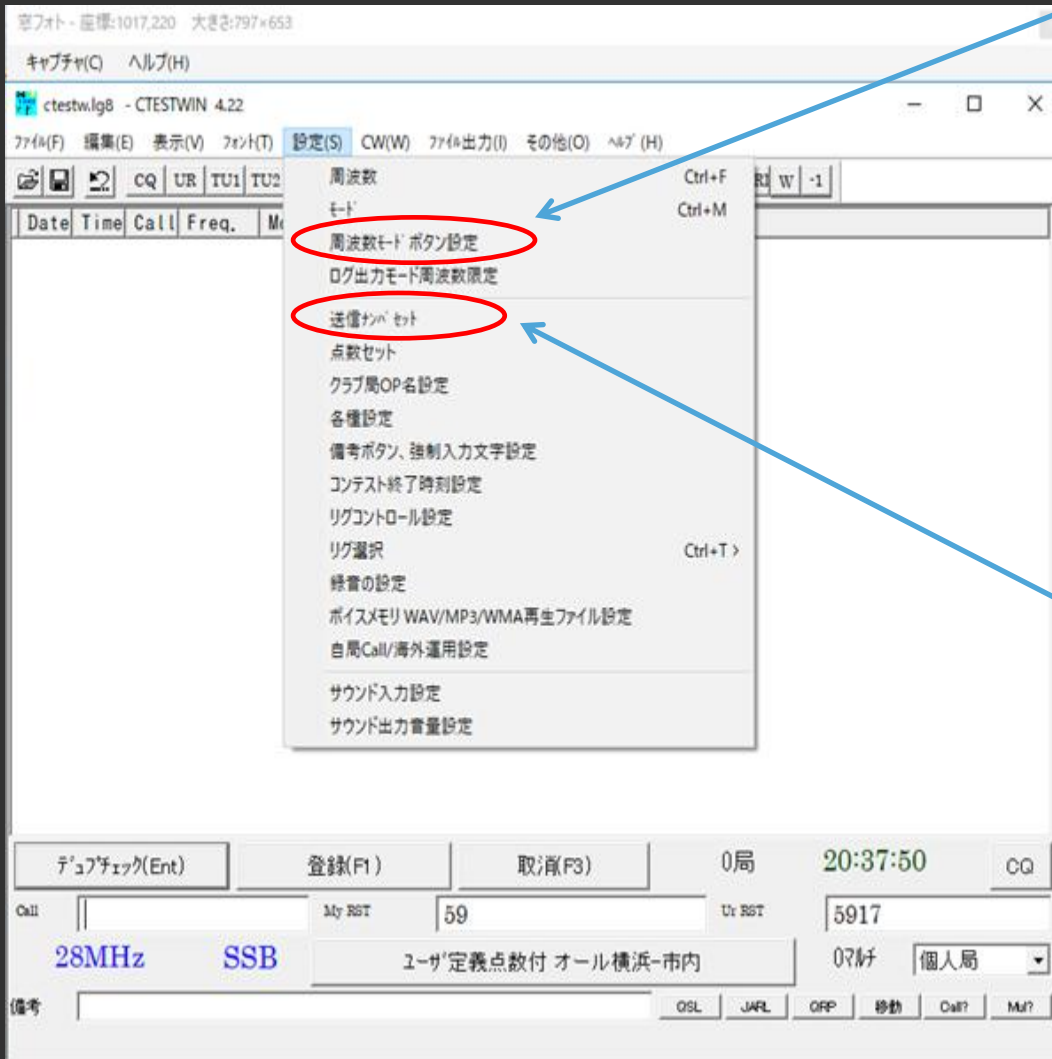 窓フォト - 座標:1017,220 大きさ:797×653
キャプチャ(C) ヘルプ(H)
ctestw.lg8 - CTESTWIN 4.22
ファイル(F) 編集(E) 表示(V) フォント(T) 設定(S) CW(W) ファイル出力(I) その他(O) ヘルプ(H)
CQ UR TU1 TU2 W -1
Date Time Call Freq.
周波数 Ctrl+F
モード Ctrl+M
周波数モードボタン設定
ログ出力モード周波数限定
送信ナンバセット
点数セット
クラブ局OP名設定
各種設定
備考ボタン、強制入力文字設定
コンテスト終了時刻設定
リグコントロール設定
リグ選択 Ctrl+T >
録音の設定
ボイスメモリ WAV/MP3/WMA再生ファイル設定
自局Call/海外運用設定
サウンド入力設定
サウンド出力音量設定
デュプチェック(Ent) 登録(F1) 取消(F3) 0局 20:37:50 CQ
Call My RST 59 Ur RST 5917
28MHz SSB ユーザ定義点数付 オール横浜-市内 0マルチ 個人局
備考 QSL JARL QRP 移動 Call? Mul?